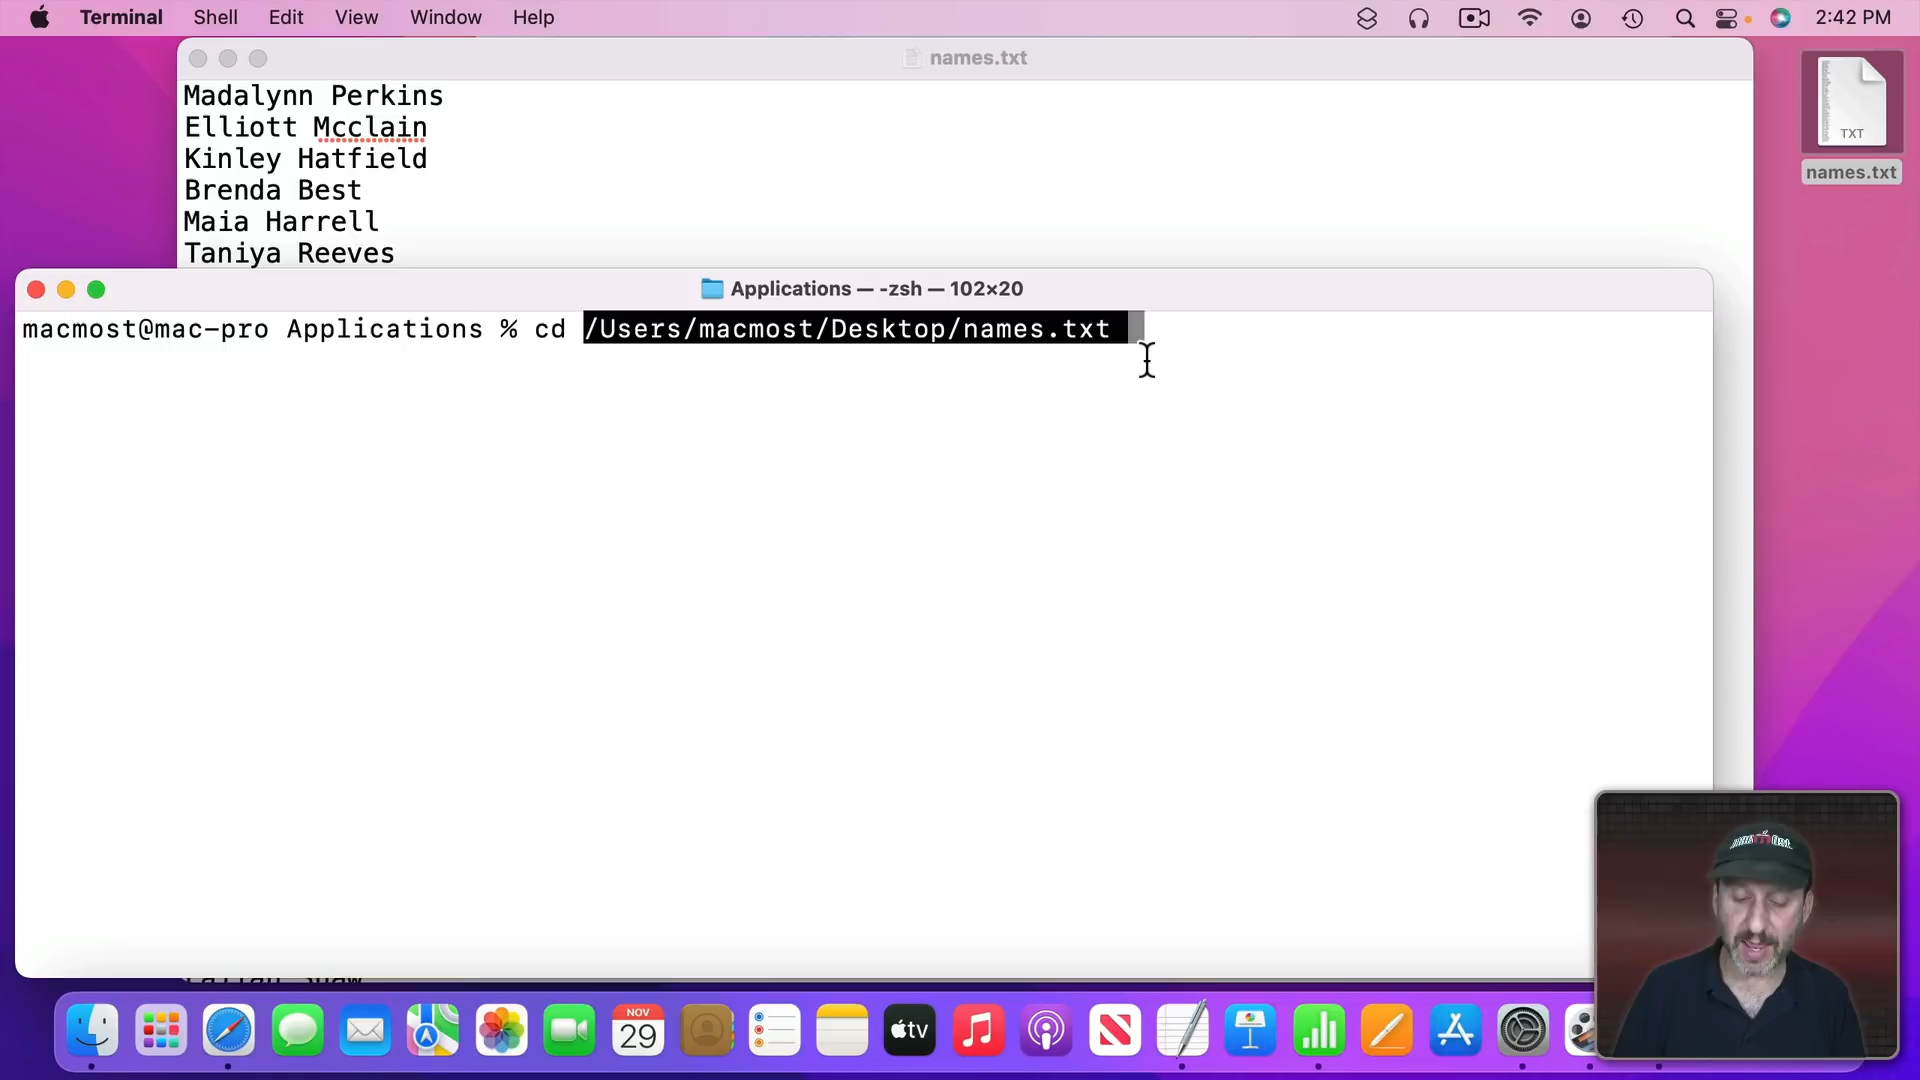 Terminal Shell Edit View Window Help 2:42 PM
names.txt
Madalynn Perkins
Elliott Mcclain
Kinley Hatfield
Brenda Best
Maia Harrell
Taniya Reeves
TXT
names.txt
Applications — -zsh — 102×20
macmost@mac-pro Applications % cd /Users/macmost/Desktop/names.txt
NOV
29
tv